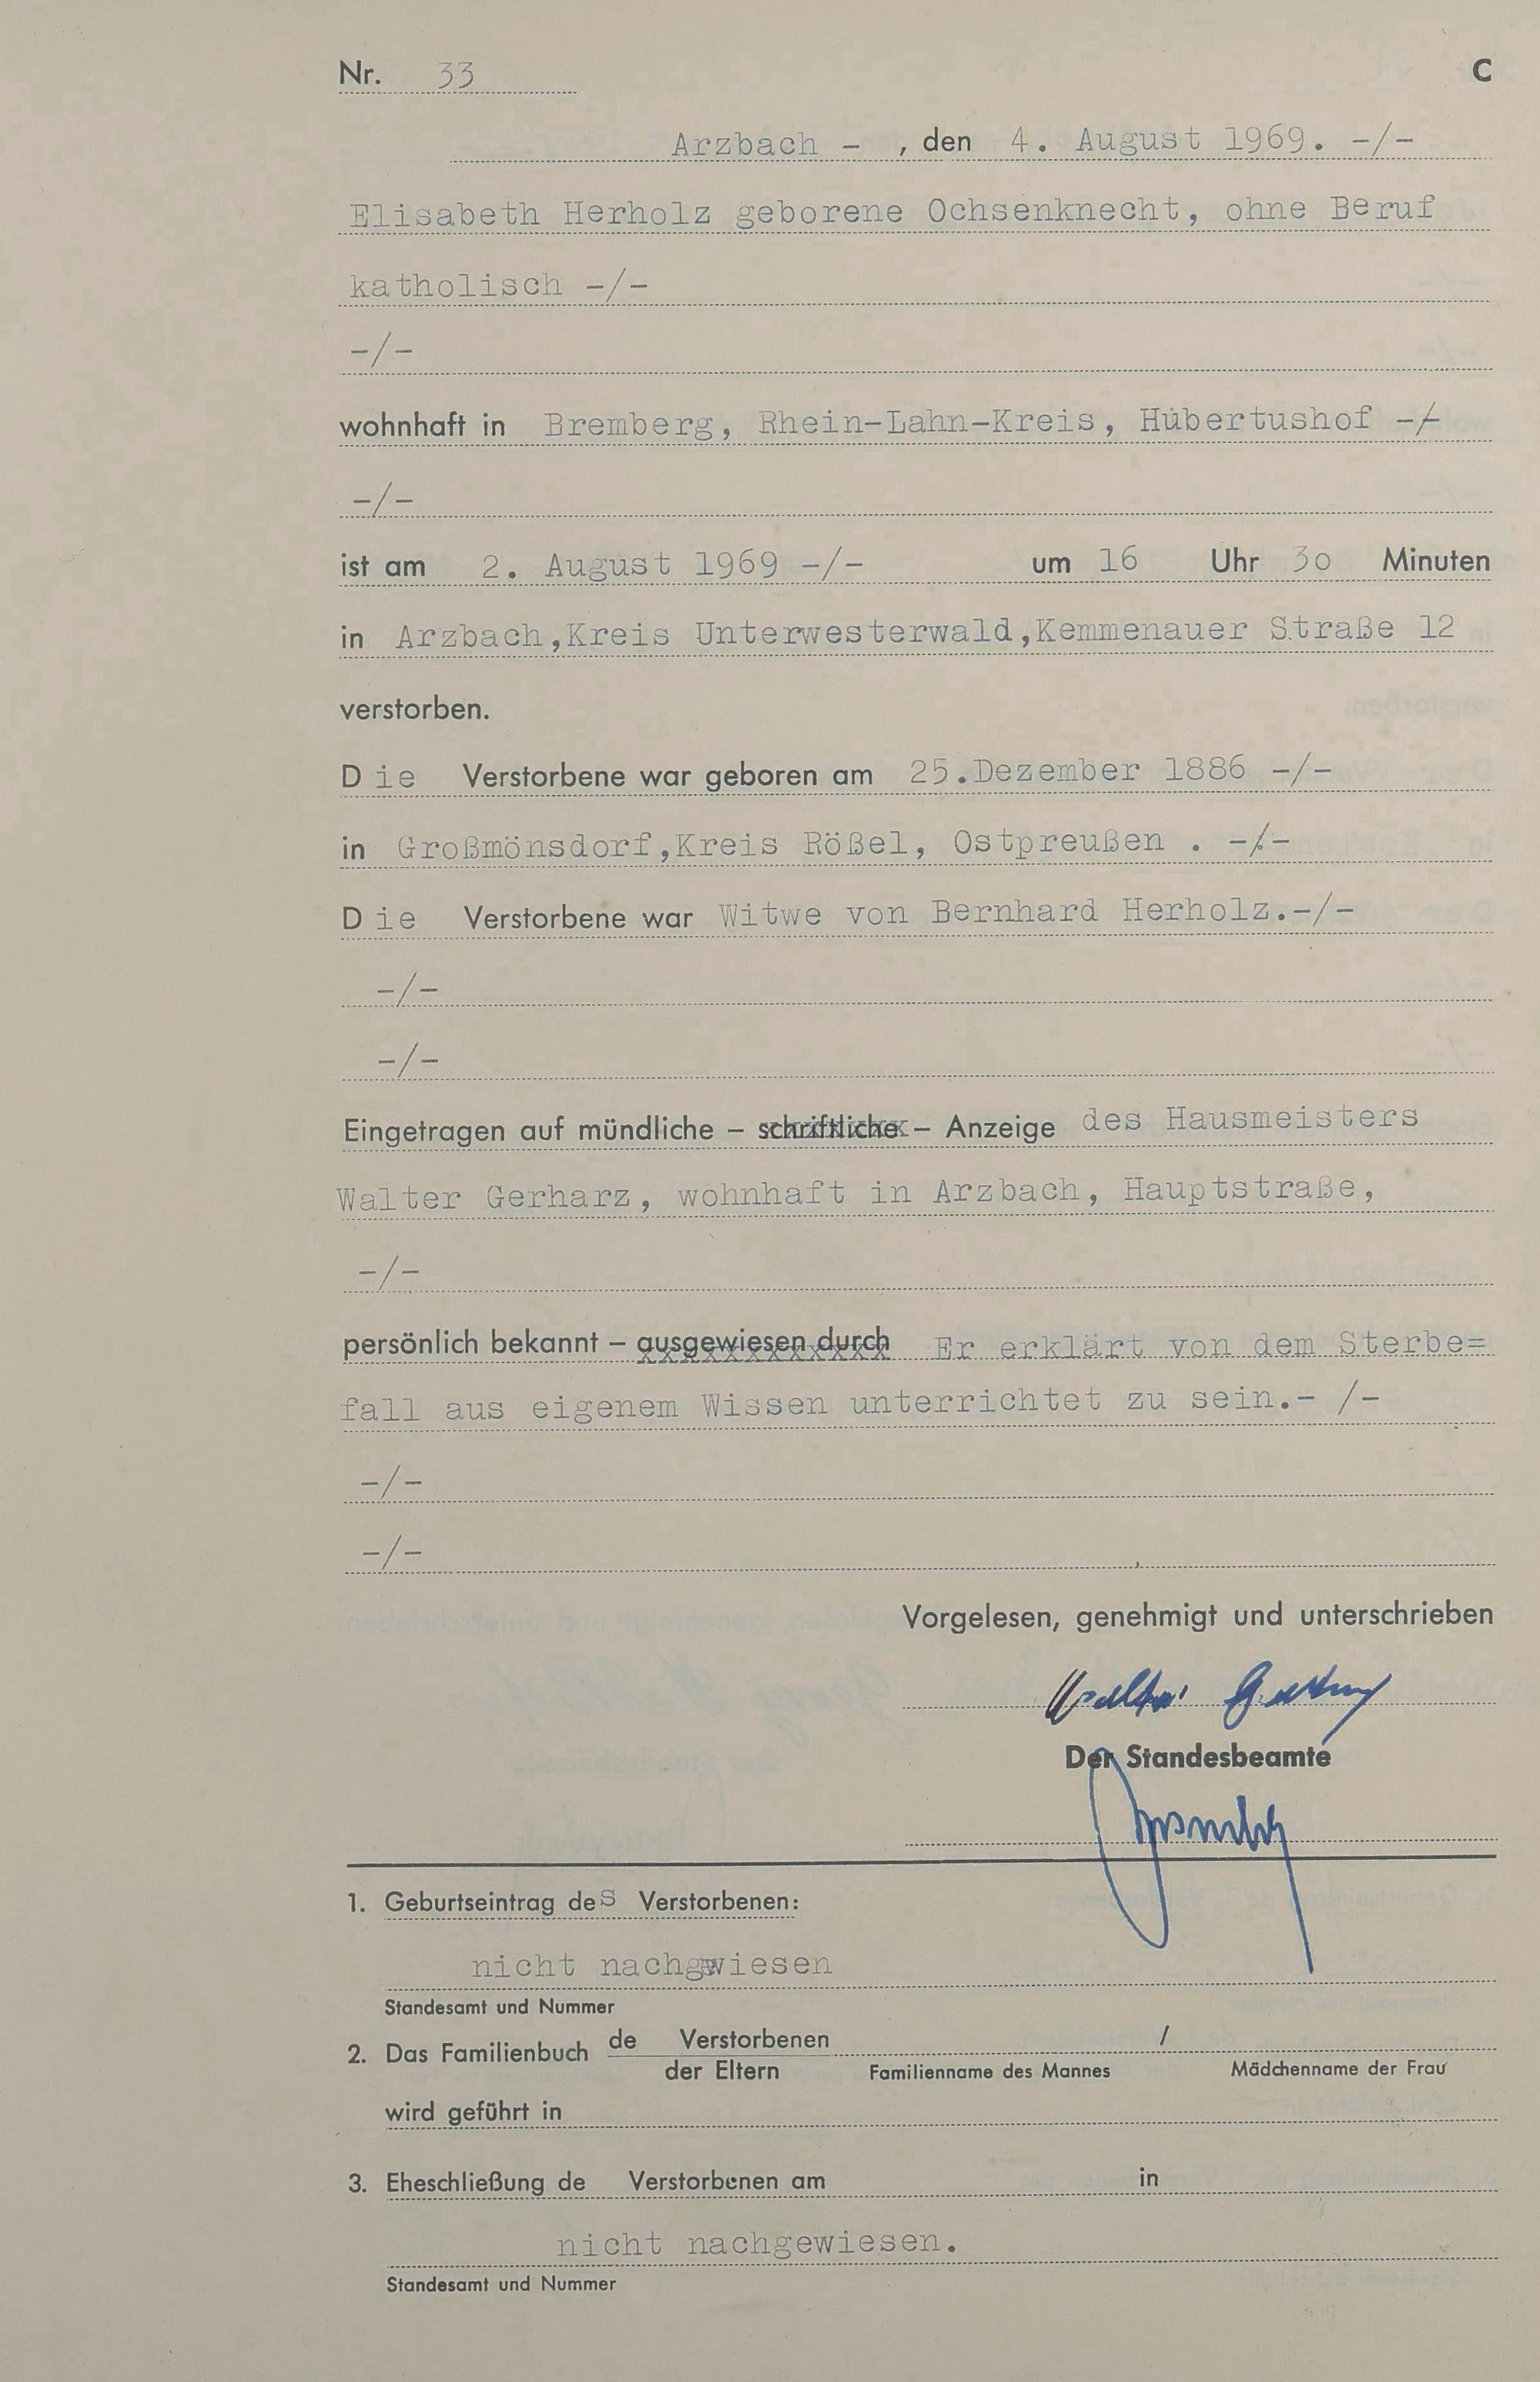 Nr. 33 C
Arzbach - , den 4. August 1969. -/-
Elisabeth Herholz geborene Ochsenknecht, ohne Beruf
katholisch -/-
-/-
wohnhaft in Bremberg, Rhein-Lahn-Kreis, Hubertushof -/-
-/-
ist am 2. August 1969 -/- um 16 Uhr 30 Minuten
in Arzbach,Kreis Unterwesterwald,Kemmenauer Straße 12
verstorben.
Die Verstorbene war geboren am 25.Dezember 1886 -/-
in Großmönsdorf,Kreis Rößel, Ostpreußen . -/-
Die Verstorbene war Witwe von Bernhard Herholz.-/-
-/-
-/-
Eingetragen auf mündliche – schriftliche – Anzeige des Hausmeisters
Walter Gerharz, wohnhaft in Arzbach, Hauptstraße,
-/-
persönlich bekannt – ausgewiesen durch Er erklärt von dem Sterbe=
fall aus eigenem Wissen unterrichtet zu sein.- /-
-/-
-/-
Vorgelesen, genehmigt und unterschrieben
Walter Gerharz
Der Standesbeamte
1. Geburtseintrag des Verstorbenen:
nicht nachgewiesen
Standesamt und Nummer
2. Das Familienbuch de Verstorbenen /
der Eltern Familienname des Mannes Mädchenname der Frau
wird geführt in
3. Eheschließung de Verstorbenen am in
nicht nachgewiesen.
Standesamt und Nummer